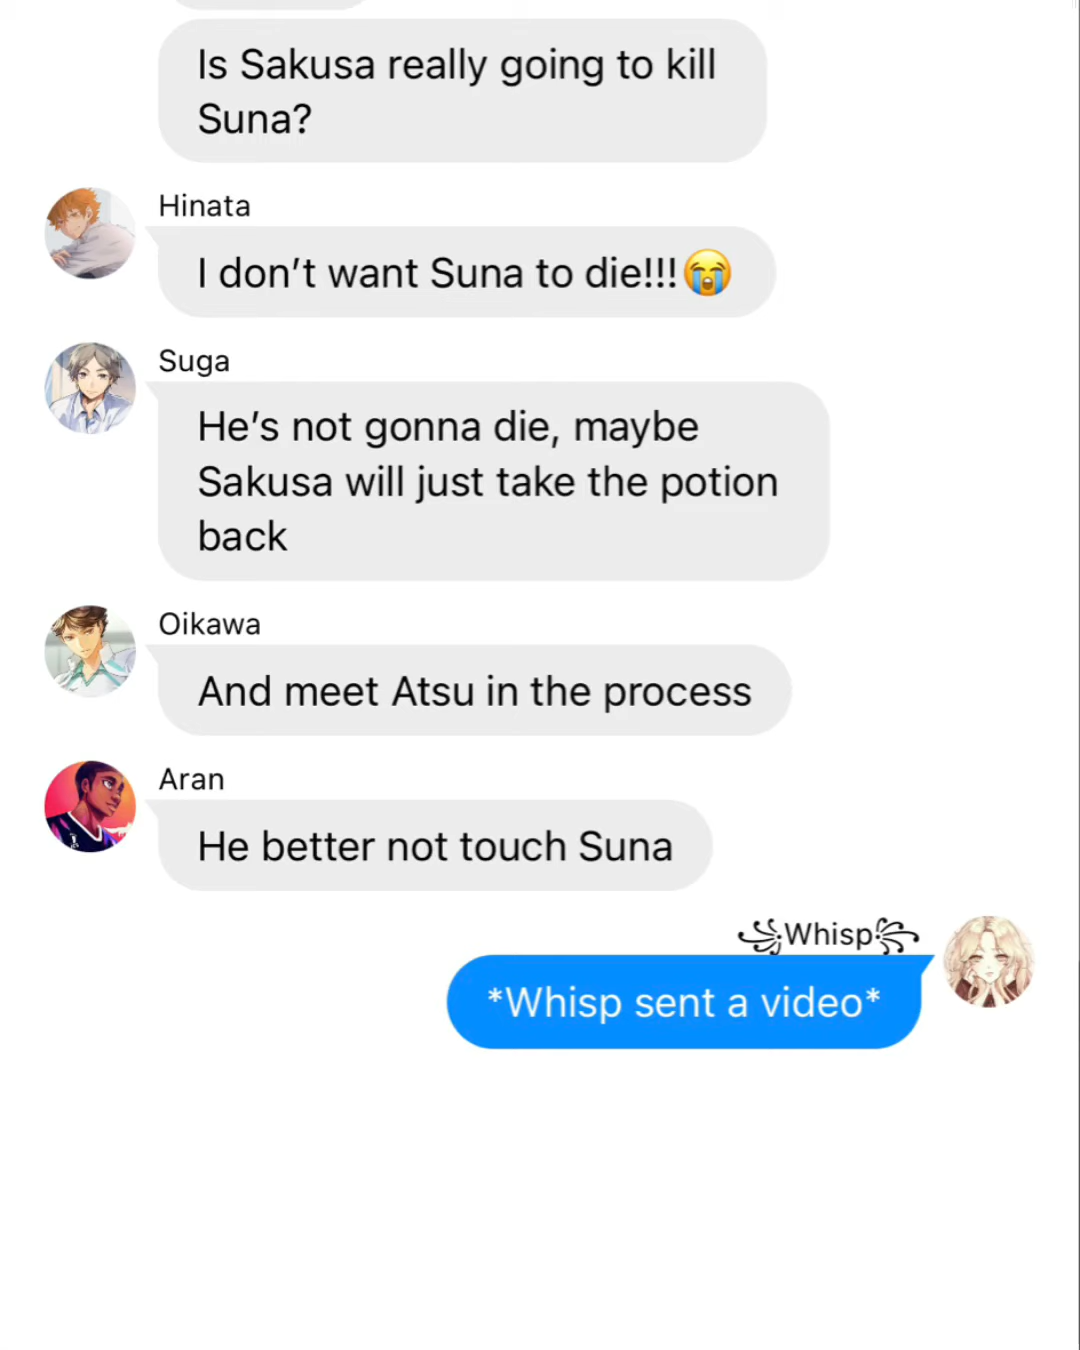 Is Sakusa really going to kill
Suna?
Hinata
I don’t want Suna to die!!!😭
Suga
He’s not gonna die, maybe
Sakusa will just take the potion
back
Oikawa
And meet Atsu in the process
Aran
He better not touch Suna
꧁Whisp꧂
*Whisp sent a video*